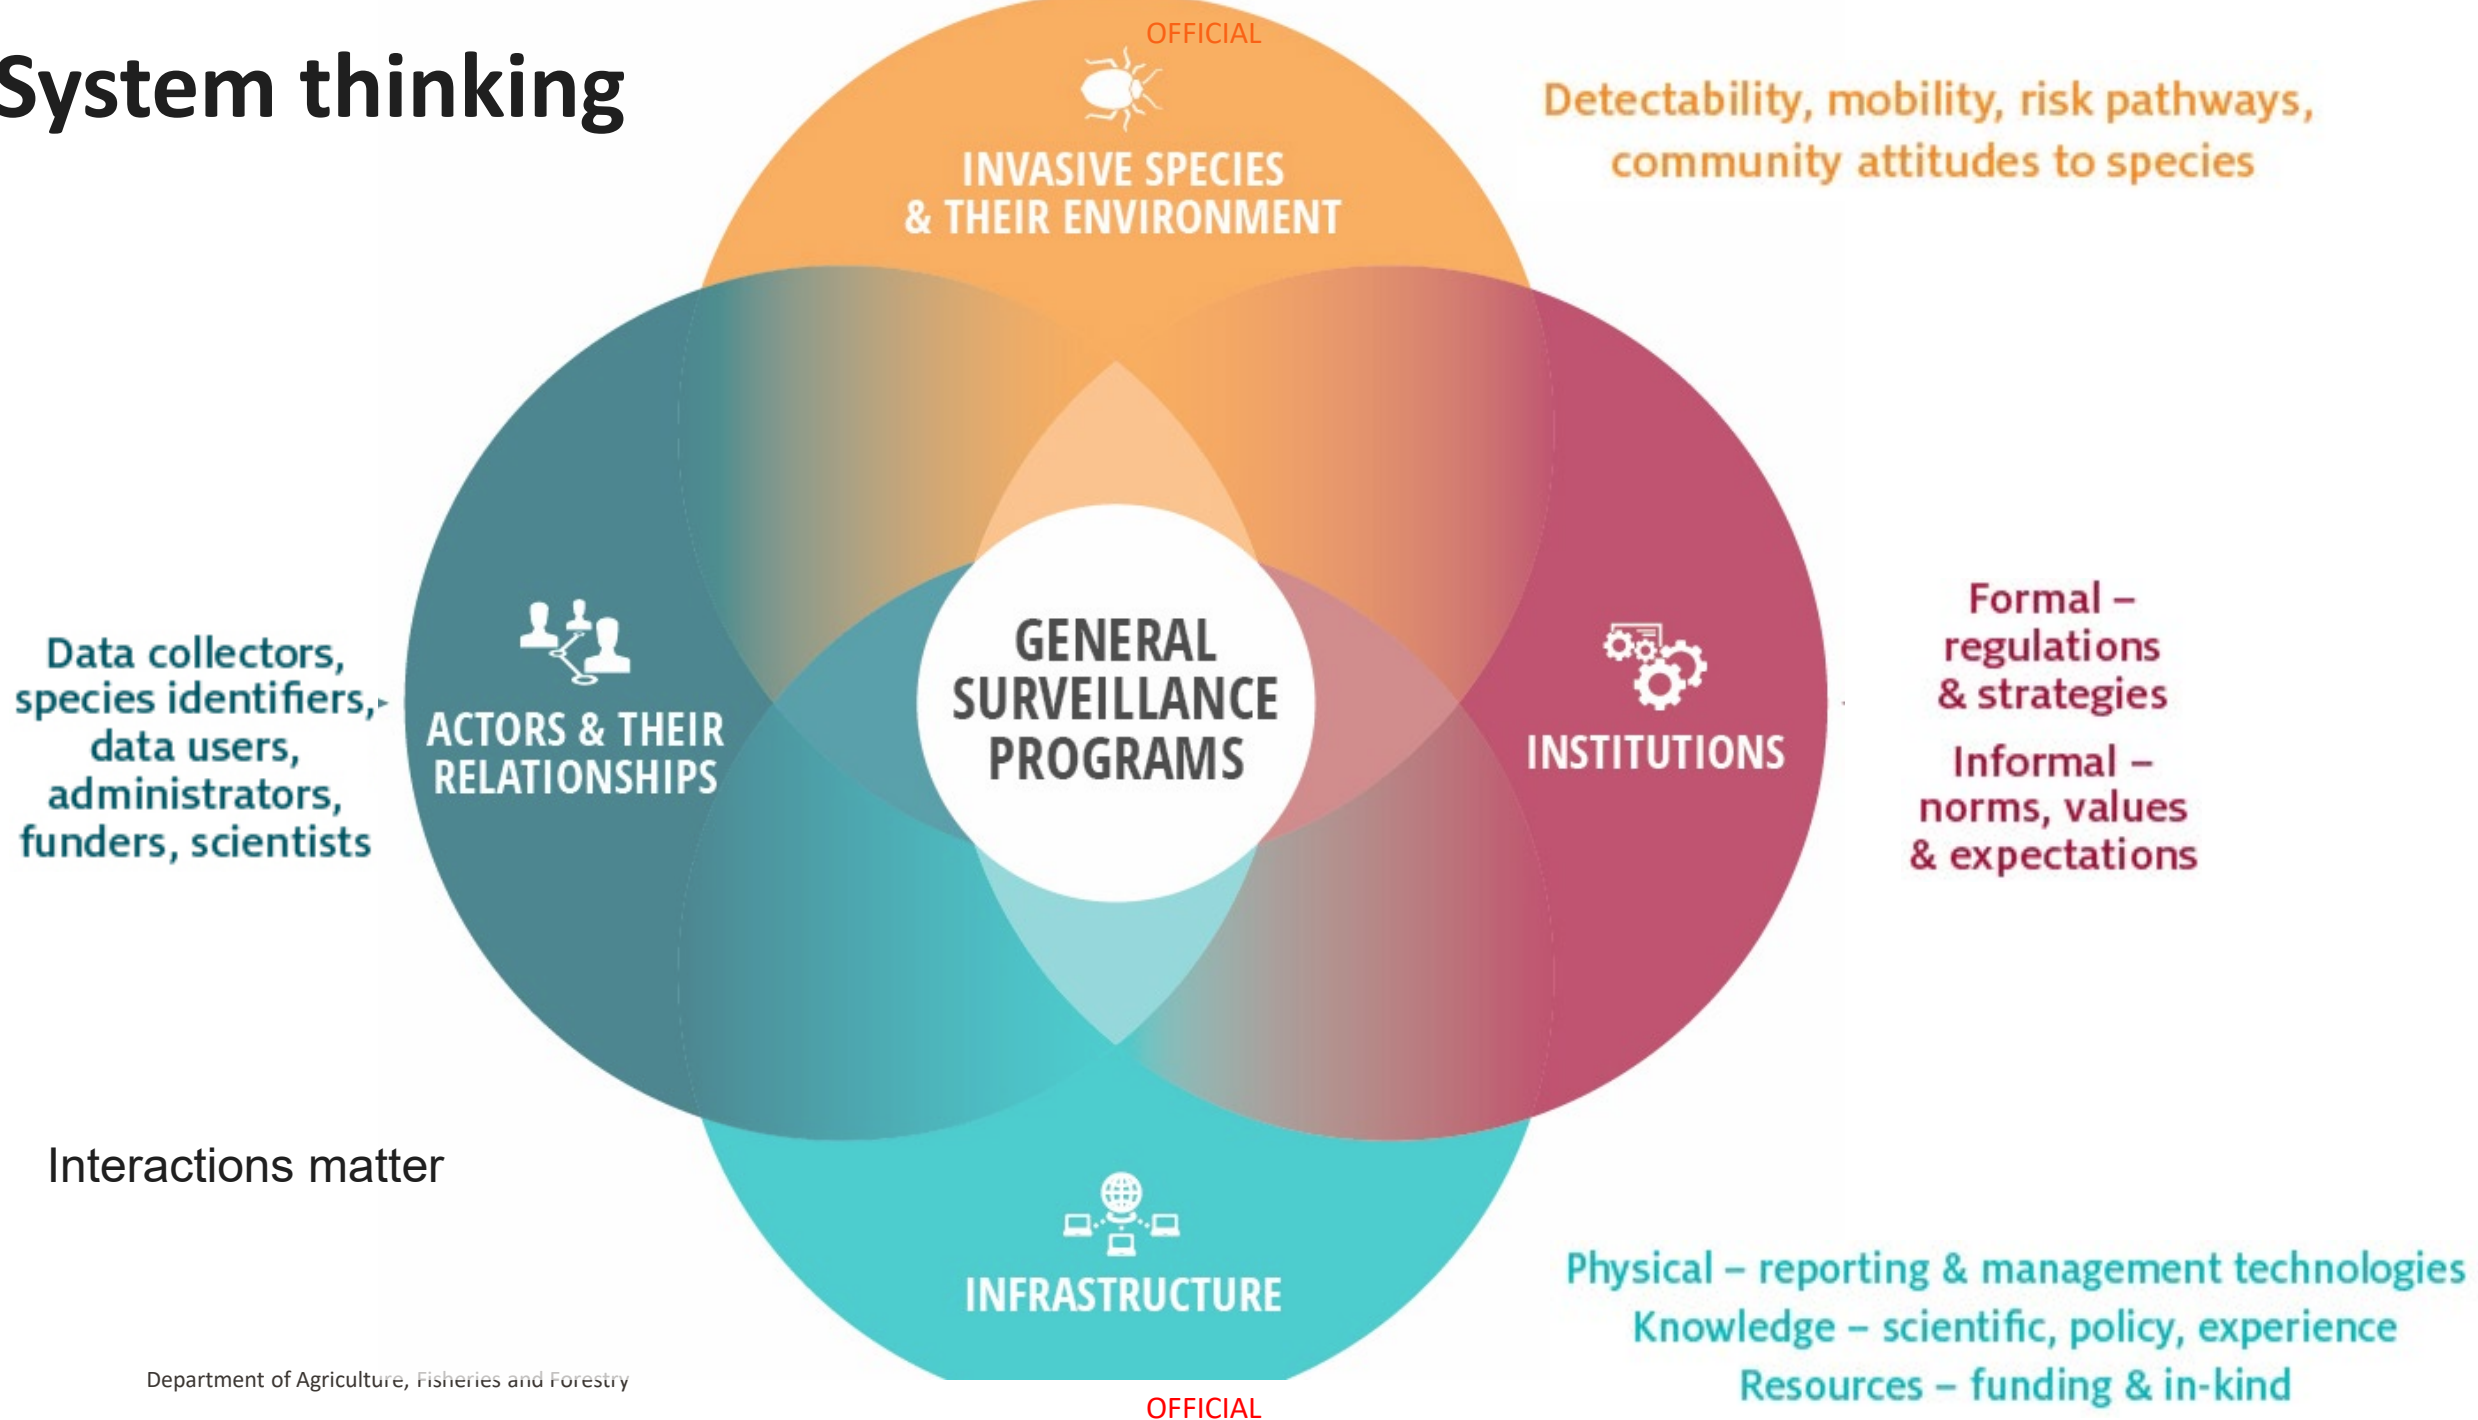 OFFICIAL
System thinking
INVASIVE SPECIES
& THEIR ENVIRONMENT
Detectability, mobility, risk pathways,
community attitudes to species
Data collectors,
species identifiers,
data users,
administrators,
funders, scientists
ACTORS & THEIR
RELATIONSHIPS
GENERAL
SURVEILLANCE
PROGRAMS
INSTITUTIONS
Formal –
regulations
& strategies
Informal –
norms, values
& expectations
Interactions matter
INFRASTRUCTURE
Physical – reporting & management technologies
Knowledge – scientific, policy, experience
Resources – funding & in-kind
Department of Agriculture, Fisheries and Forestry
OFFICIAL